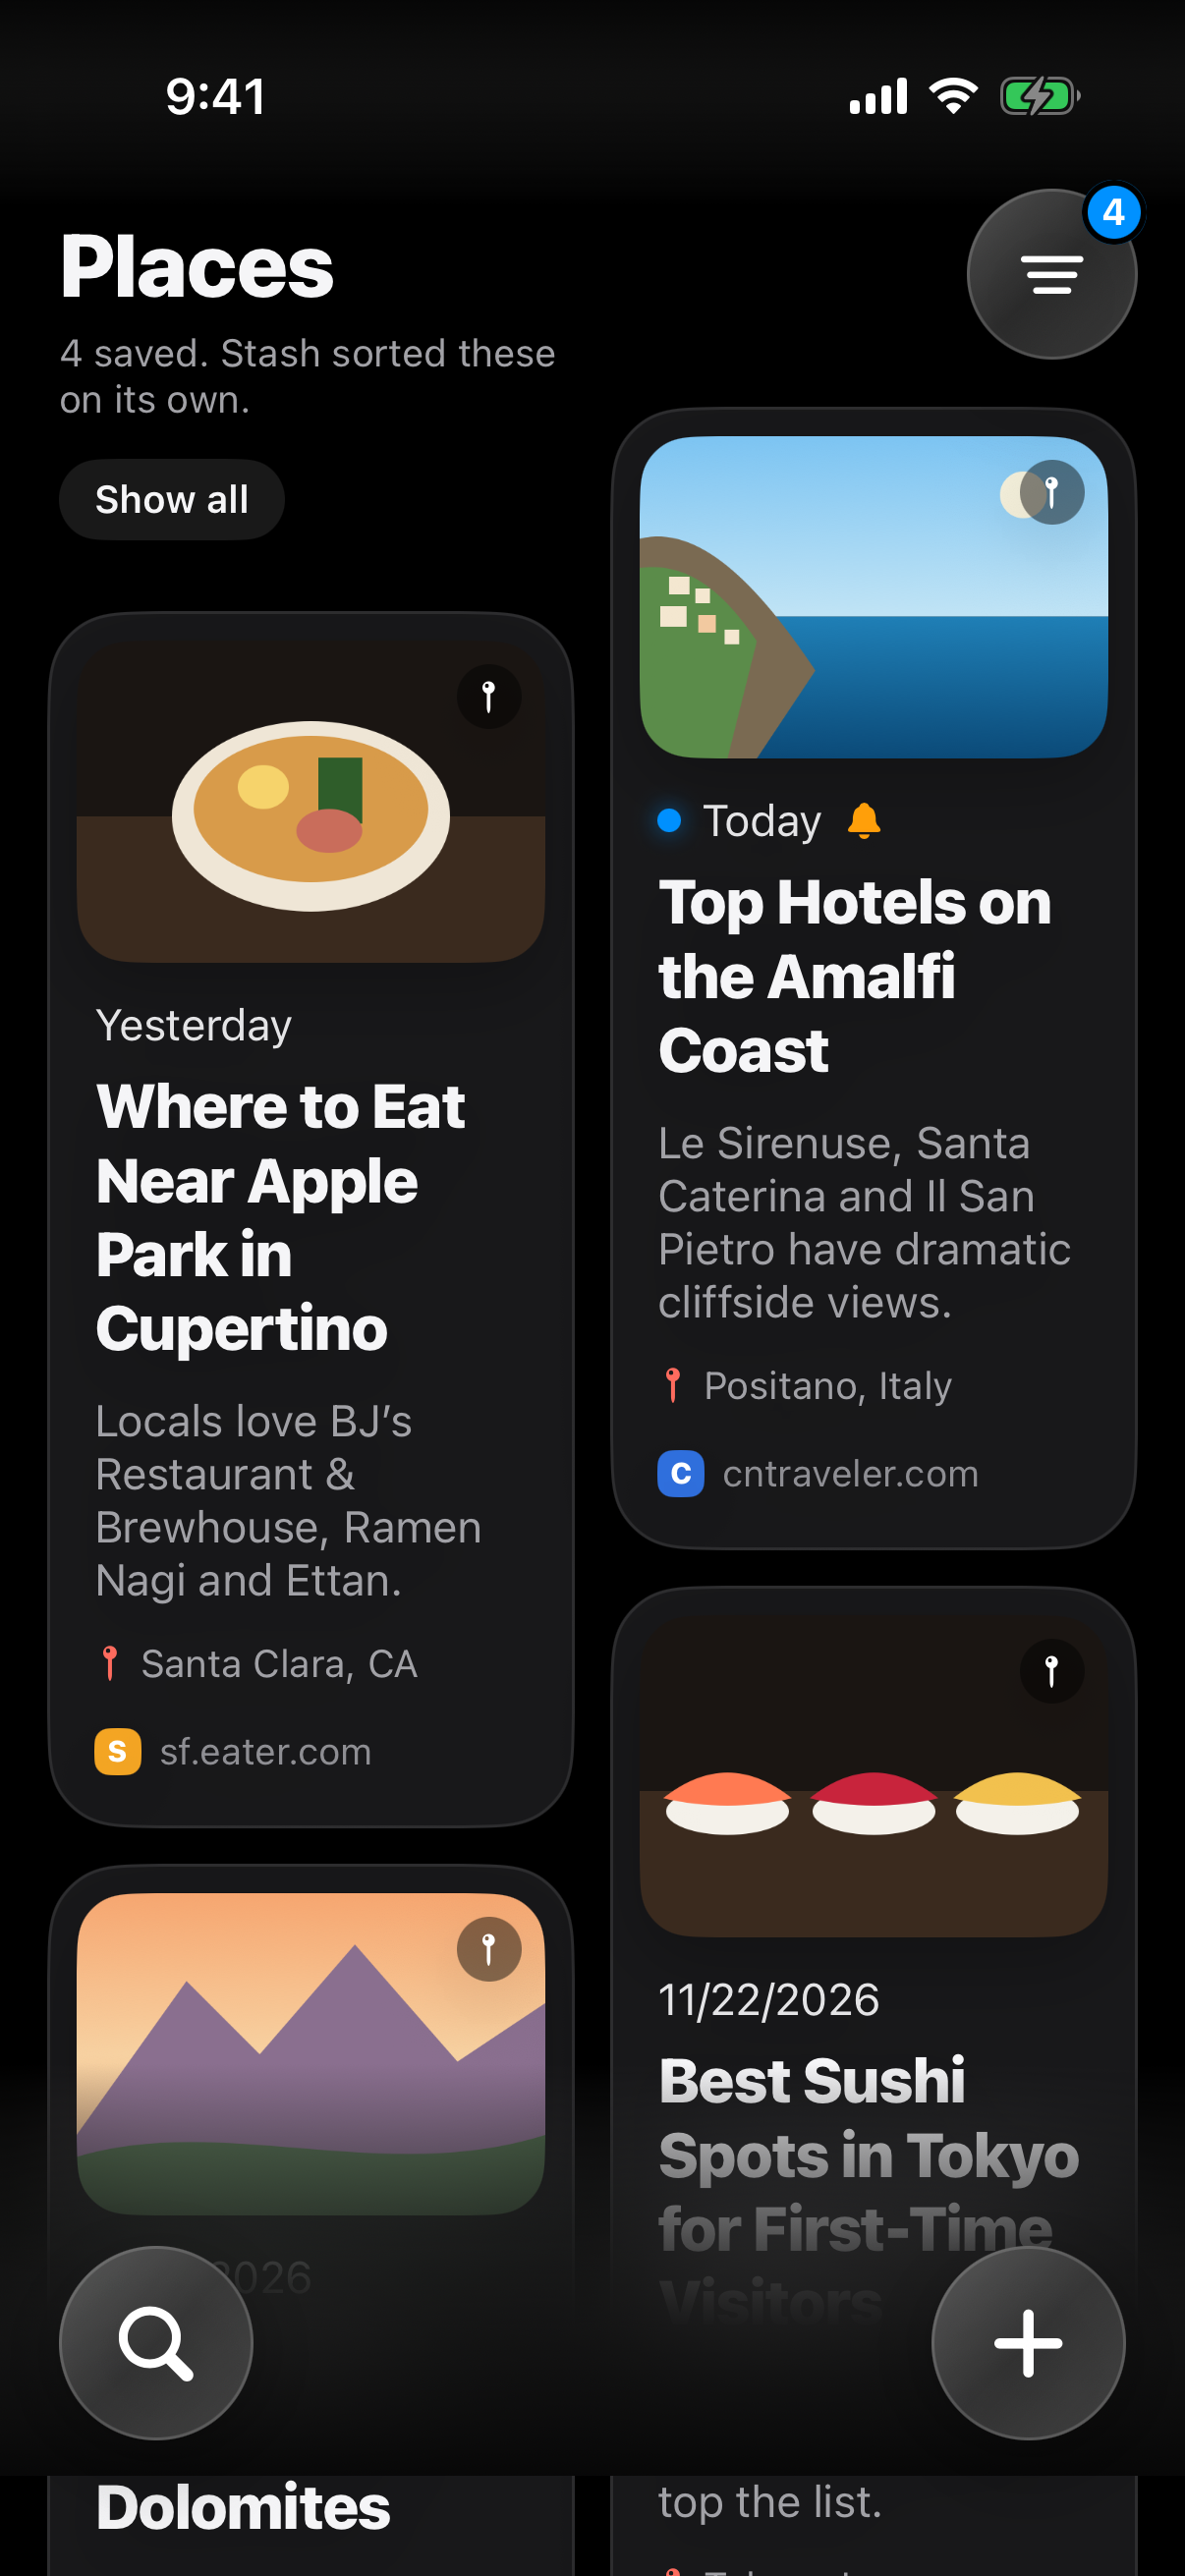 9:41
4
Places
4 saved. Stash sorted these
on its own.
Show all
Today
Top Hotels on
the Amalfi
Coast
Le Sirenuse, Santa
Caterina and Il San
Pietro have dramatic
cliffside views.
Positano, Italy
C cntraveler.com
Yesterday
Where to Eat
Near Apple
Park in
Cupertino
Locals love BJ’s
Restaurant &
Brewhouse, Ramen
Nagi and Ettan.
Santa Clara, CA
S sf.eater.com
11/22/2026
Best Sushi
Spots in Tokyo
for First-Time
Visitors
top the list.
2026
Dolomites